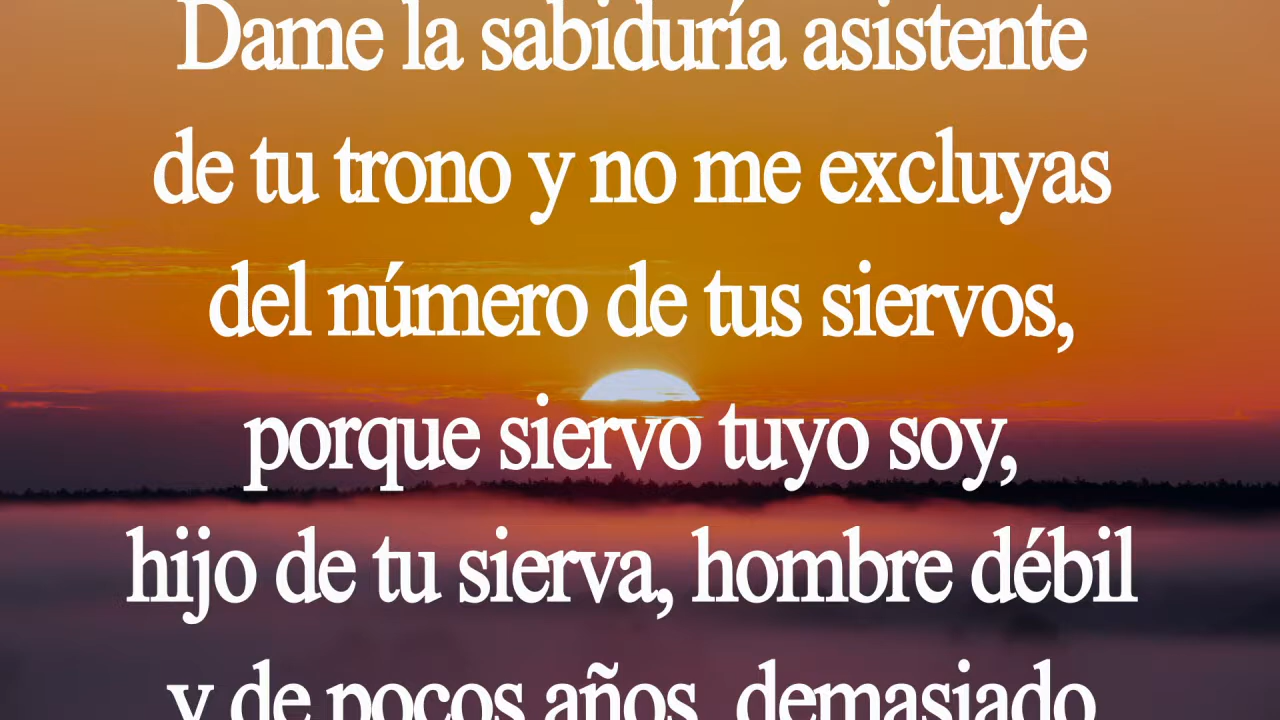 Dame la sabiduría asistente
de tu trono y no me excluyas
del número de tus siervos,
porque siervo tuyo soy,
hijo de tu sierva, hombre débil
y de pocos años, demasiado